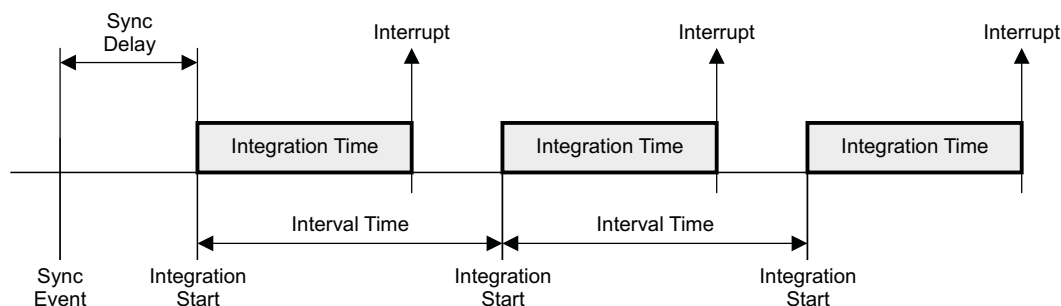 Sync
Delay
Interrupt
Interrupt
Interrupt
Integration Time
Integration Time
Integration Time
Interval Time
Interval Time
Sync
Event
Integration
Start
Integration
Start
Integration
Start